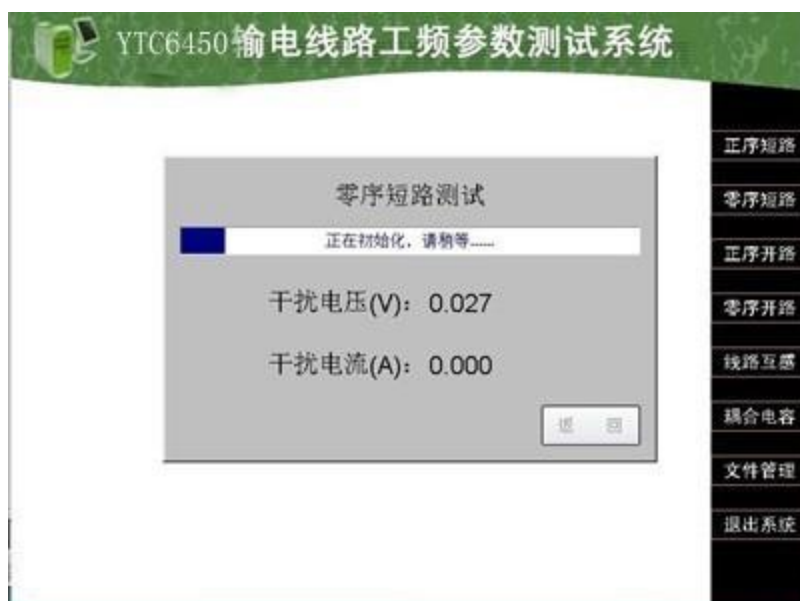 YTC6450输电线路工频参数测试系统
正序短路
零序短路测试
零序短路
正在初始化，请稍等......
正序开路
干扰电压(V)：0.027
零序开路
干扰电流(A)：0.000
线路互感
耦合电容
返 回
文件管理
退出系统